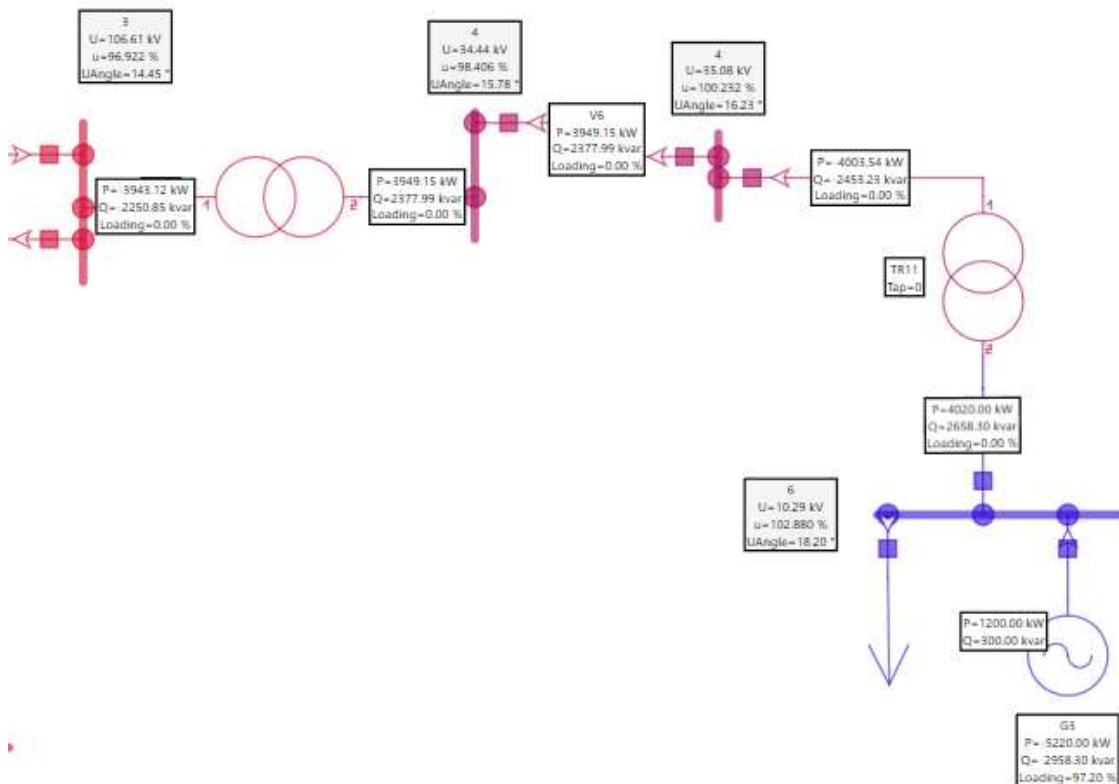 3
U=106.61 kV
u=96.922 %
UAngle=14.45 °
4
U=34.44 kV
u=98.406 %
UAngle=15.78 °
4
U=35.08 kV
u=100.232 %
UAngle=16.23 °
V6
P=3949.15 kW
Q=2377.99 kvar
Loading=0.00 %
P=-4003.54 kW
Q=-2453.23 kvar
Loading=0.00 %
P=-3943.12 kW
Q=-2250.85 kvar
Loading=0.00 %
1
2
P=3949.15 kW
Q=2377.99 kvar
Loading=0.00 %
1
TR11
Tap=0
2
P=4020.00 kW
Q=2658.30 kvar
Loading=0.00 %
6
U=10.29 kV
u=102.880 %
UAngle=18.20 °
P=1200.00 kW
Q=300.00 kvar
G3
P=-5220.00 kW
Q=-2958.30 kvar
Loading=97.20 %